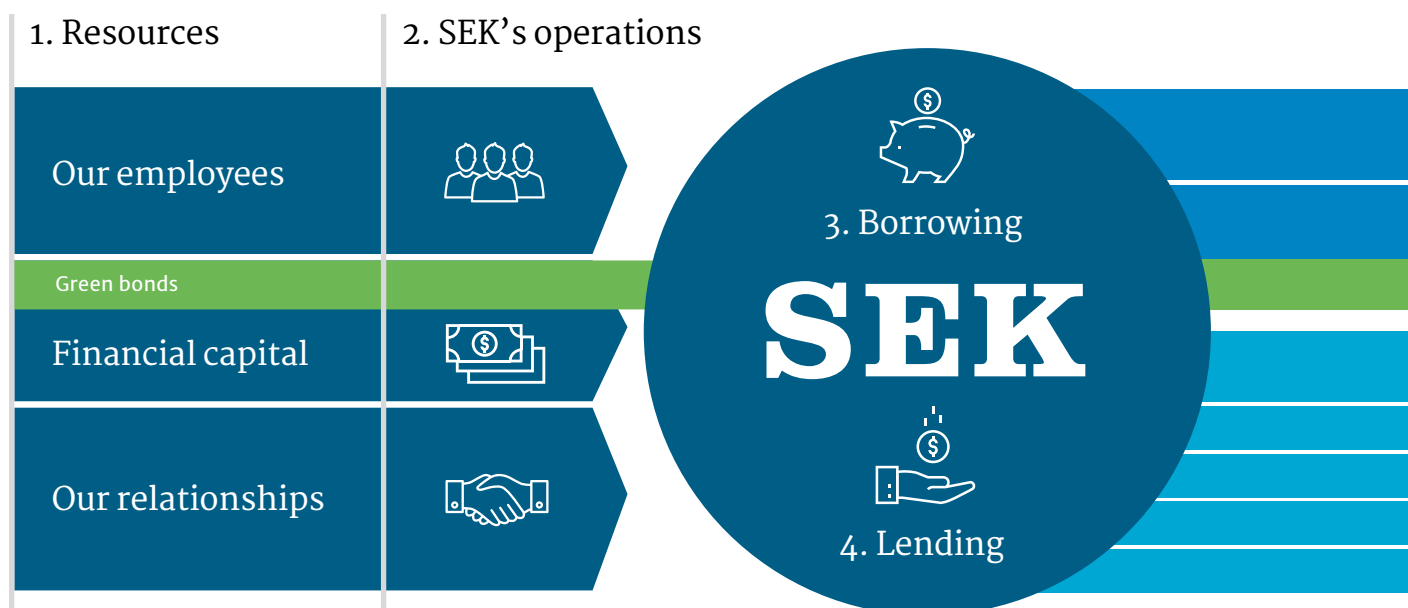 1. Resources
2. SEK’s operations
Our employees
Green bonds
Financial capital
Our relationships
3. Borrowing
SEK
4. Lending